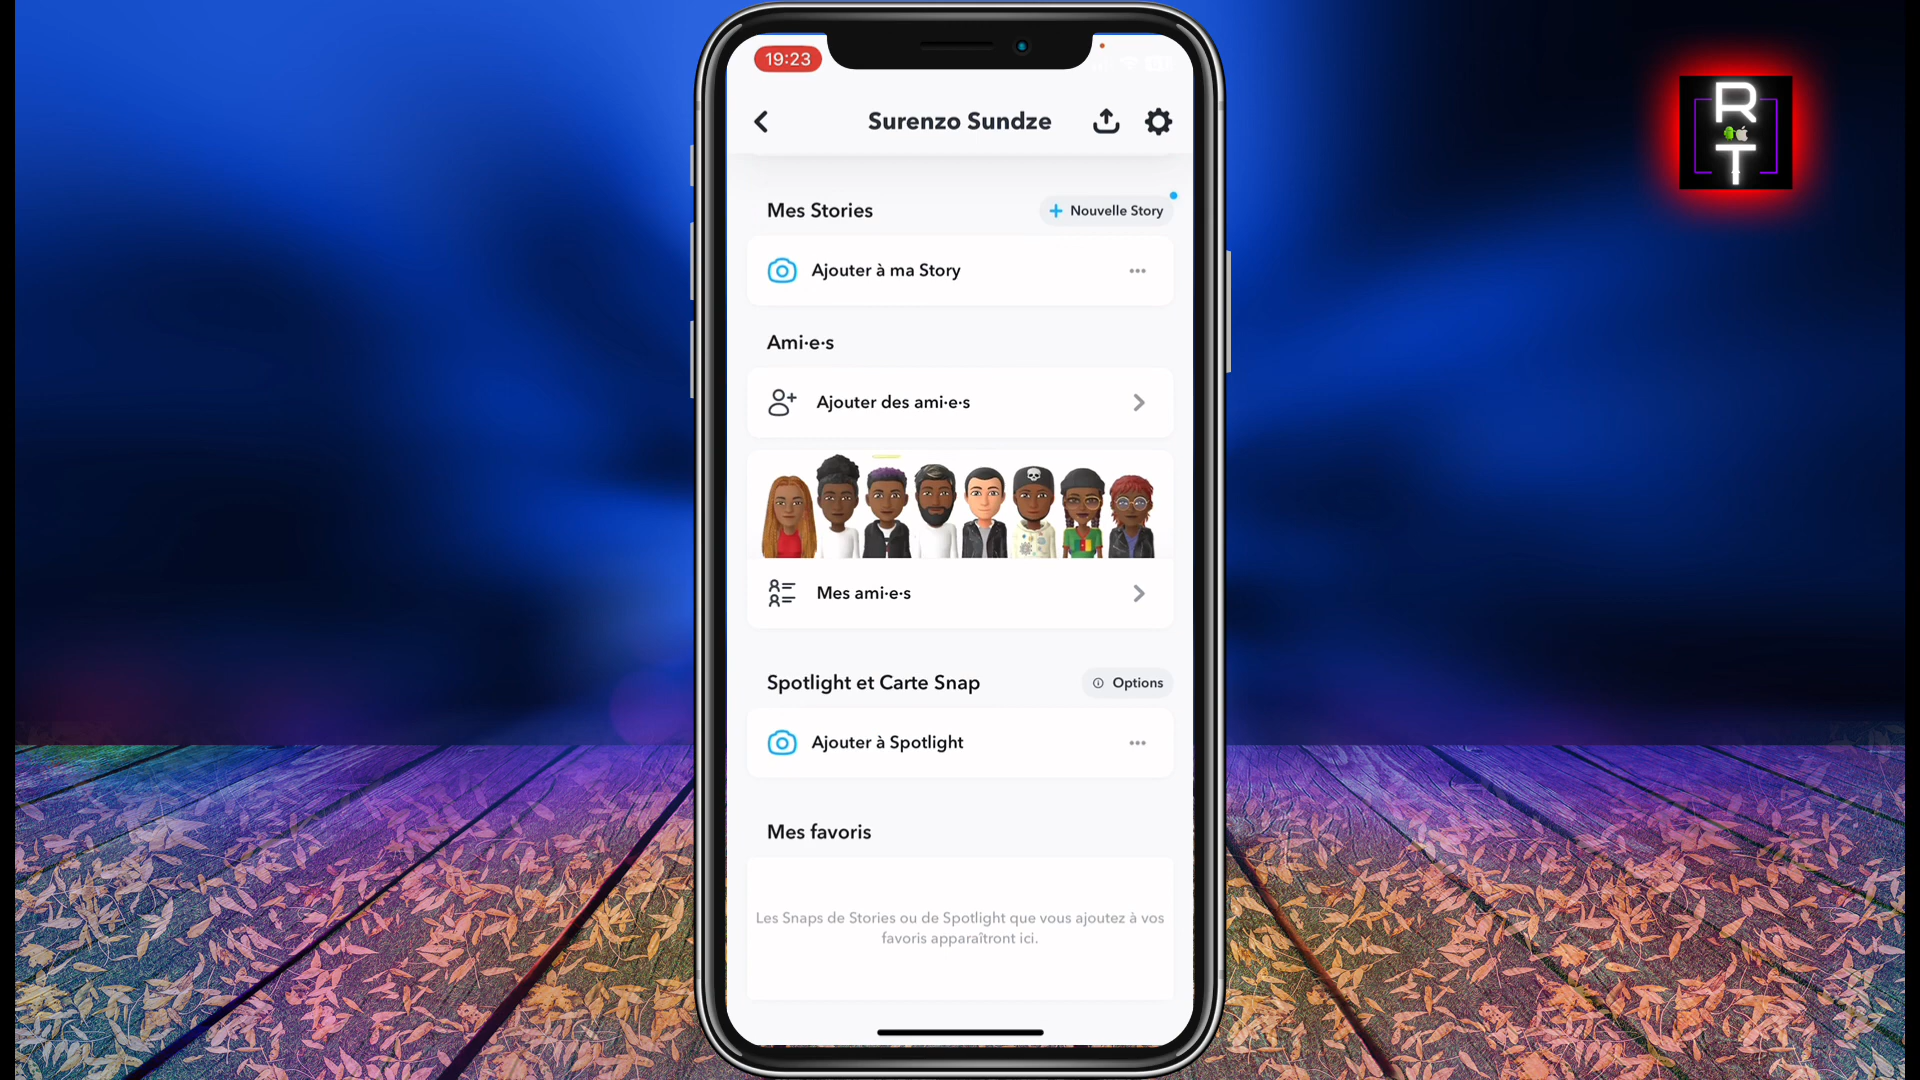 19:23
Surenzo Sundze
Mes Stories
Nouvelle Story
Ajouter à ma Story
Ami·e·s
Ajouter des ami·e·s
Mes ami·e·s
Spotlight et Carte Snap
Options
Ajouter à Spotlight
Mes favoris
Les Snaps de Stories ou de Spotlight que vous ajoutez à vos
favoris apparaîtront ici.
R
T